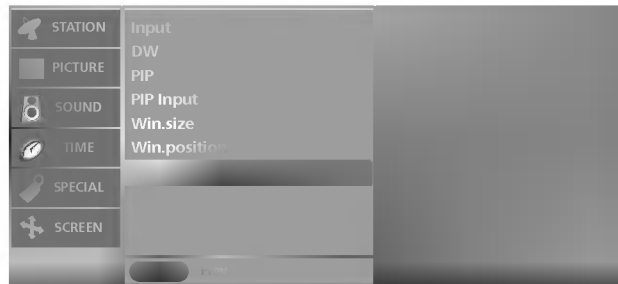 STATION
PICTURE
SOUND
TIME
SPECIAL
SCREEN
Input
DW
PIP
PIP Input
Win.size
Win.position